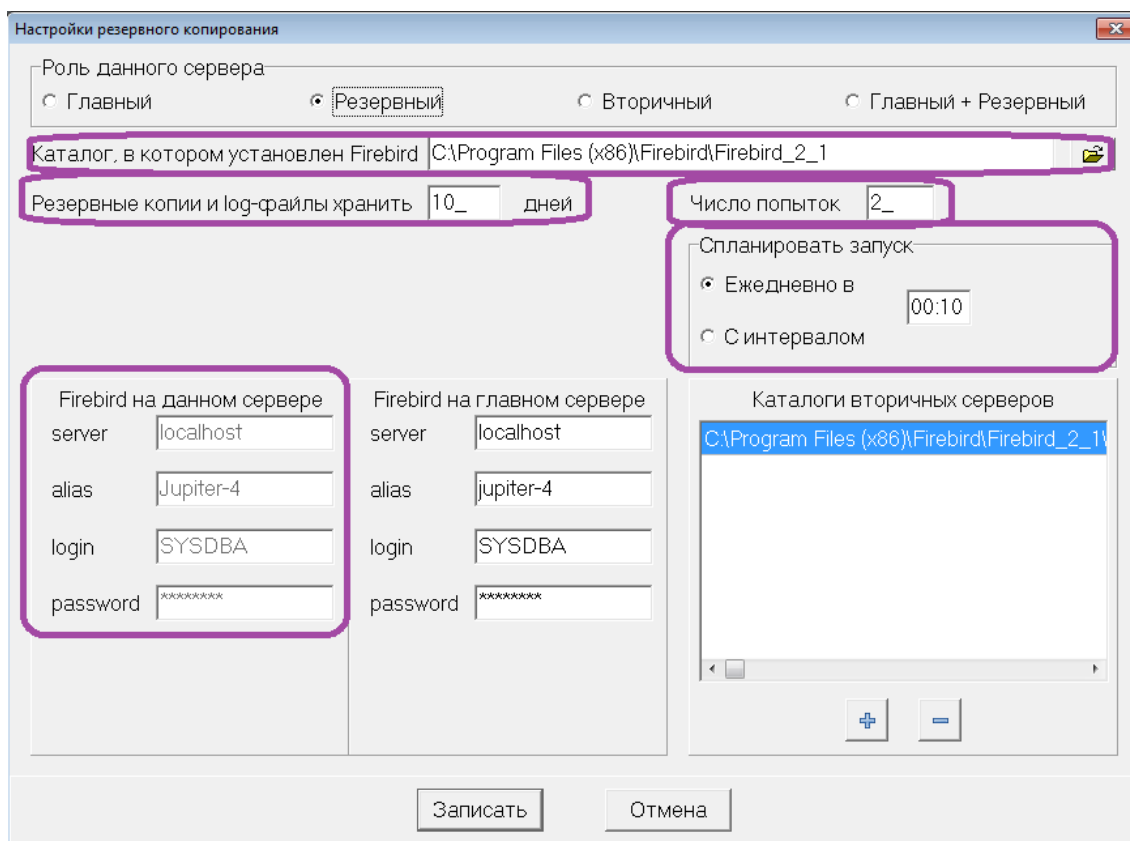 Настройки резервного копирования
Роль данного сервера
Главный Резервный Вторичный Главный + Резервный
Каталог, в котором установлен Firebird C:\Program Files (x86)\Firebird\Firebird_2_1
Резервные копии и log-файлы хранить 10_ дней Число попыток 2_
Спланировать запуск
Ежедневно в
00:10
С интервалом
Firebird на данном сервере
server localhost
alias Jupiter-4
login SYSDBA
password ********
Firebird на главном сервере
server localhost
alias jupiter-4
login SYSDBA
password ********
Каталоги вторичных серверов
C:\Program Files (x86)\Firebird\Firebird_2_1\
Записать Отмена